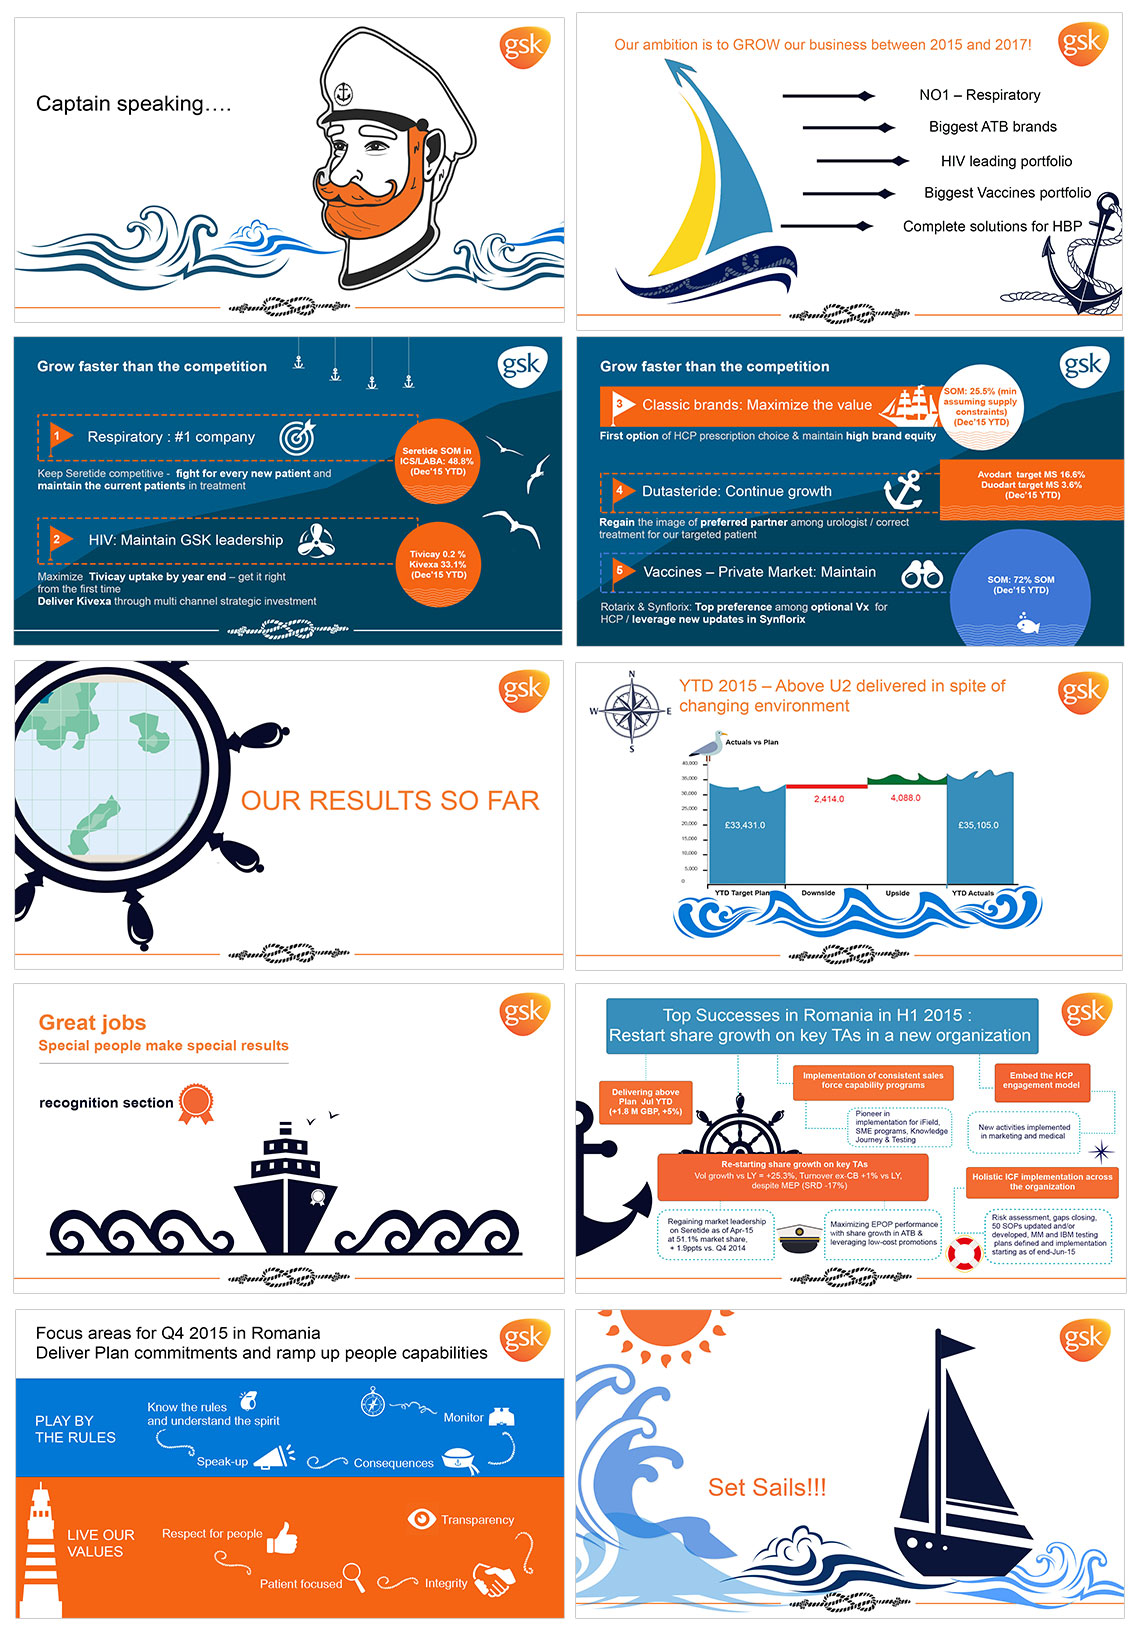 gsk
Captain speaking....
gsk
Our ambition is to GROW our business between 2015 and 2017!
NO1 – Respiratory
Biggest ATB brands
HIV leading portfolio
Biggest Vaccines portfolio
Complete solutions for HBP
gsk
Grow faster than the competition
1
Respiratory : #1 company
Keep Seretide competitive - fight for every new patient and
maintain the current patients in treatment
Seretide SOM in
ICS/LABA: 48.8%
(Dec'15 YTD)
2
HIV: Maintain GSK leadership
Maximize Tivicay uptake by year end – get it right
from the first time
Deliver Kivexa through multi channel strategic investment
Tivicay 0.2 %
Kivexa 33.1%
(Dec'15 YTD)
gsk
Grow faster than the competition
3
Classic brands: Maximize the value
First option of HCP prescription choice & maintain high brand equity
SOM: 25.5% (min
assuming supply
constraints)
(Dec'15 YTD)
4
Dutasteride: Continue growth
Regain the image of preferred partner among urologist / correct
treatment for our targeted patient
Avodart target MS 16.6%
Duodart target MS 3.6%
(Dec'15 YTD)
5
Vaccines – Private Market: Maintain
Rotarix & Synflorix: Top preference among optional Vx for
HCP / leverage new updates in Synflorix
SOM: 72% SOM
(Dec'15 YTD)
gsk
OUR RESULTS SO FAR
gsk
N
W
E
S
YTD 2015 – Above U2 delivered in spite of
changing environment
Actuals vs Plan
40,000
35,000
30,000
25,000
20,000
15,000
10,000
5,000
0
£33,431.0
2,414.0
4,088.0
£35,105.0
YTD Target Plan
Downside
Upside
YTD Actuals
gsk
Great jobs
Special people make special results
recognition section
gsk
Top Successes in Romania in H1 2015 :
Restart share growth on key TAs in a new organization
Delivering above
Plan Jul YTD
(+1.8 M GBP, +5%)
Implementation of consistent sales
force capability programs
Pioneer in
implementation for iField,
SME programs, Knowledge
Journey & Testing
Embed the HCP
engagement model
New activities implemented
in marketing and medical
Re-starting share growth on key TAs
Vol growth vs LY = +25.3%, Turnover ex-CB +1% vs LY,
despite MEP (SRD -17%)
Regaining market leadership
on Seretide as of Apr-15
at 51.1% market share,
+ 1.9ppts vs. Q4 2014
Maximizing EPOP performance
with share growth in ATB &
leveraging low-cost promotions
Holistic ICF implementation across
the organization
Risk assessment, gaps closing,
50 SOPs updated and/or
developed, MM and IBM testing
plans defined and implementation
starting as of end-Jun-15
gsk
Focus areas for Q4 2015 in Romania
Deliver Plan commitments and ramp up people capabilities
PLAY BY
THE RULES
Know the rules
and understand the spirit
Monitor
Speak-up
Consequences
LIVE OUR
VALUES
Respect for people
Transparency
Patient focused
Integrity
gsk
Set Sails!!!